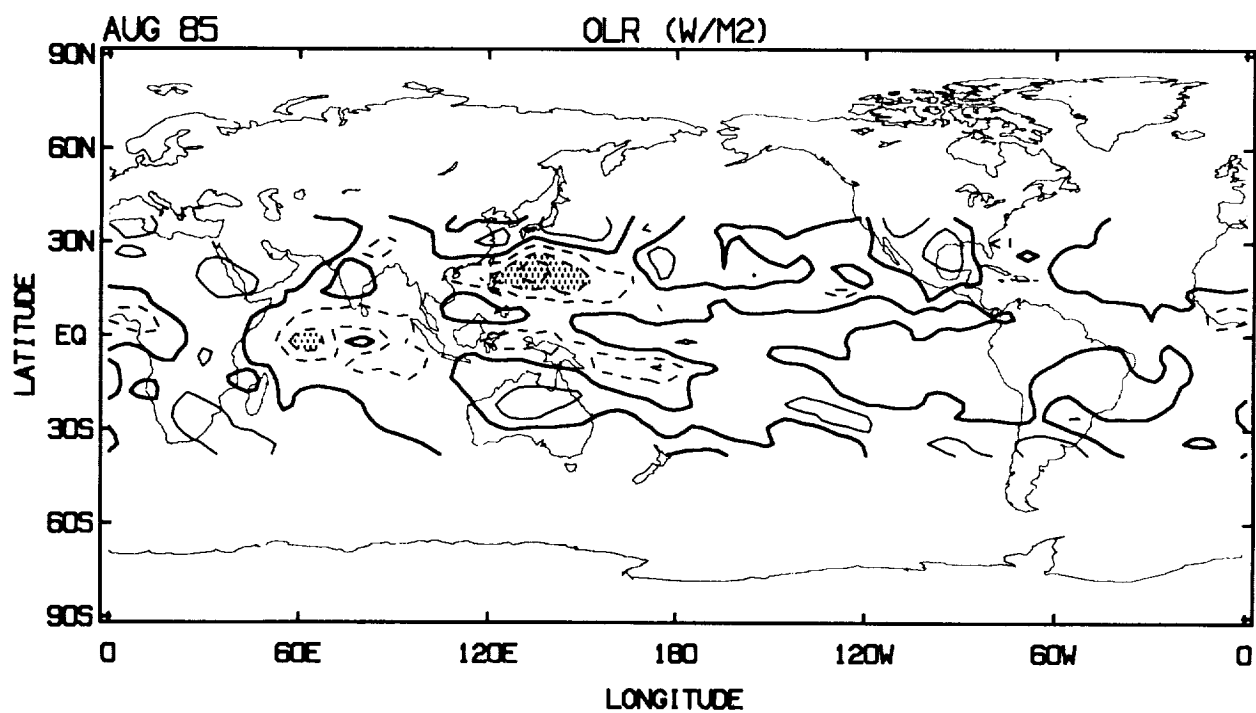 AUG 85 OLR (W/M2)
90N
60N
30N
EQ
30S
60S
90S
LATITUDE
0 60E 120E 180 120W 60W 0
LONGITUDE